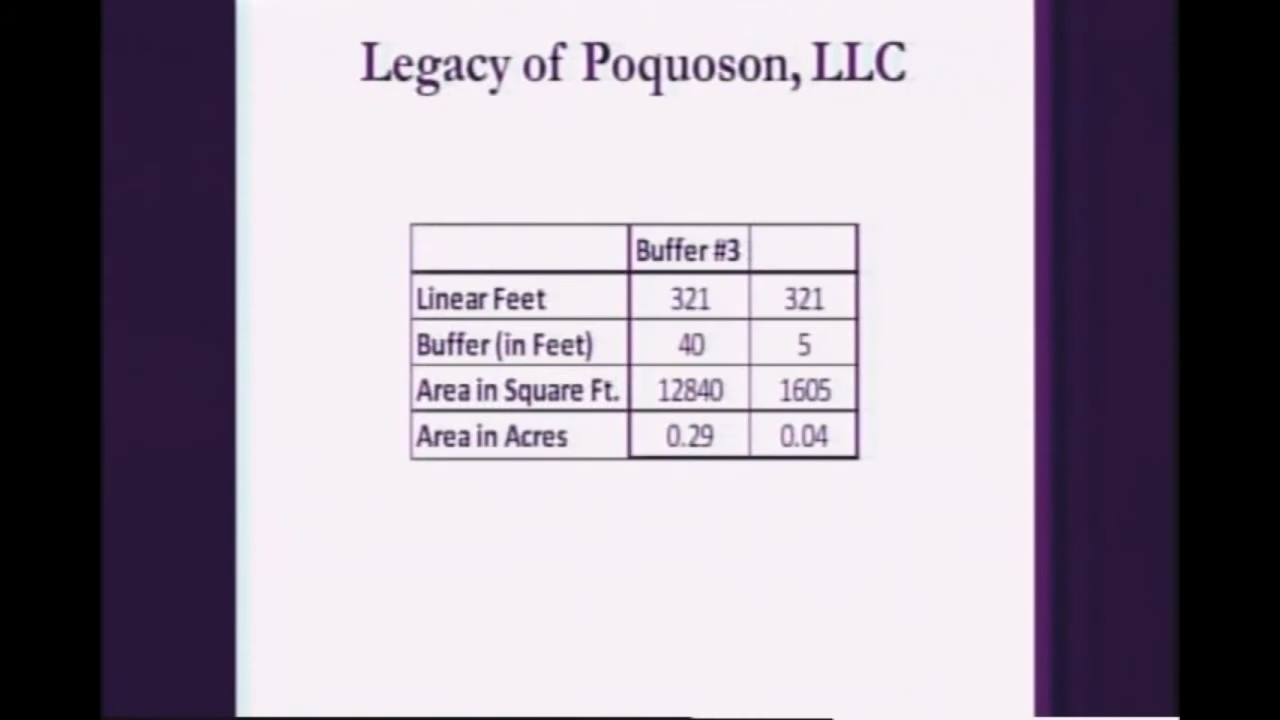 Legacy of Poquoson, LLC
Buffer #3
Linear Feet 321 321
Buffer (in Feet) 40 5
Area in Square Ft. 12840 1605
Area in Acres 0.29 0.04